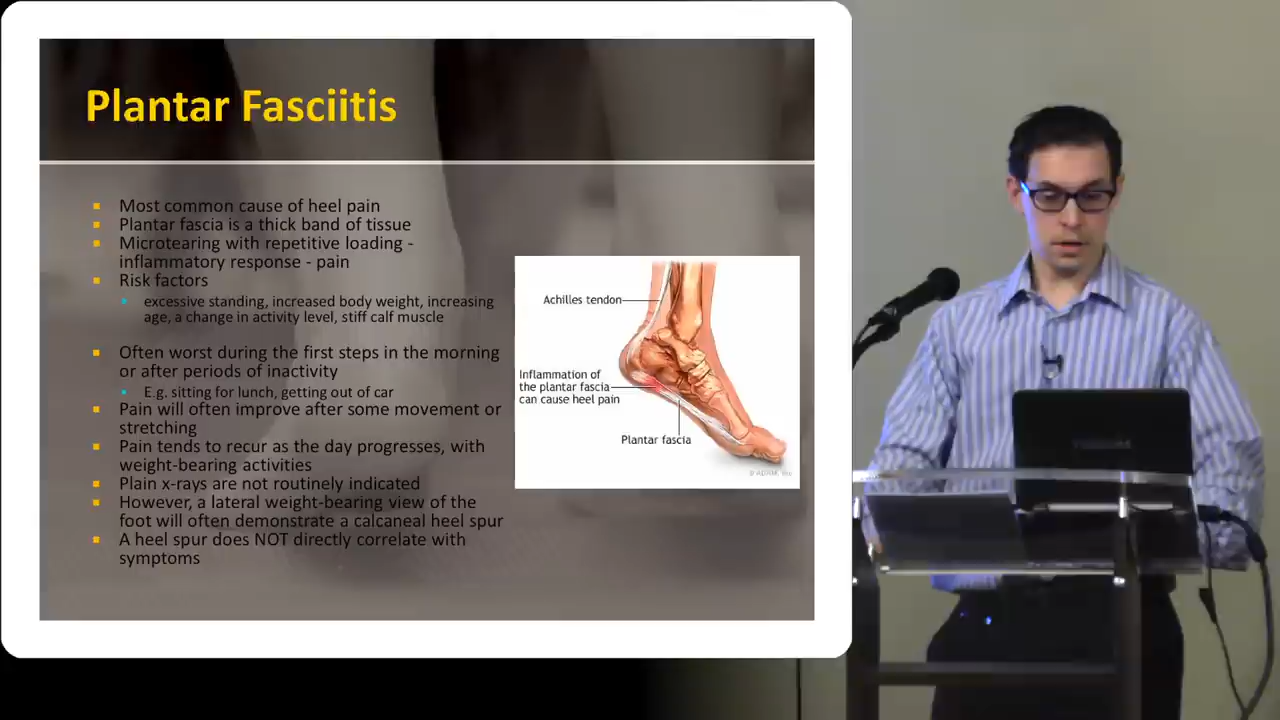 Plantar Fasciitis
Most common cause of heel pain
Plantar fascia is a thick band of tissue
Microtearing with repetitive loading -
inflammatory response - pain
Risk factors
excessive standing, increased body weight, increasing
age, a change in activity level, stiff calf muscle
Often worst during the first steps in the morning
or after periods of inactivity
E.g. sitting for lunch, getting out of car
Pain will often improve after some movement or
stretching
Pain tends to recur as the day progresses, with
weight-bearing activities
Plain x-rays are not routinely indicated
However, a lateral weight-bearing view of the
foot will often demonstrate a calcaneal heel spur
A heel spur does NOT directly correlate with
symptoms
Achilles tendon
Inflammation of
the plantar fascia
can cause heel pain
Plantar fascia
© ADAM, Inc.